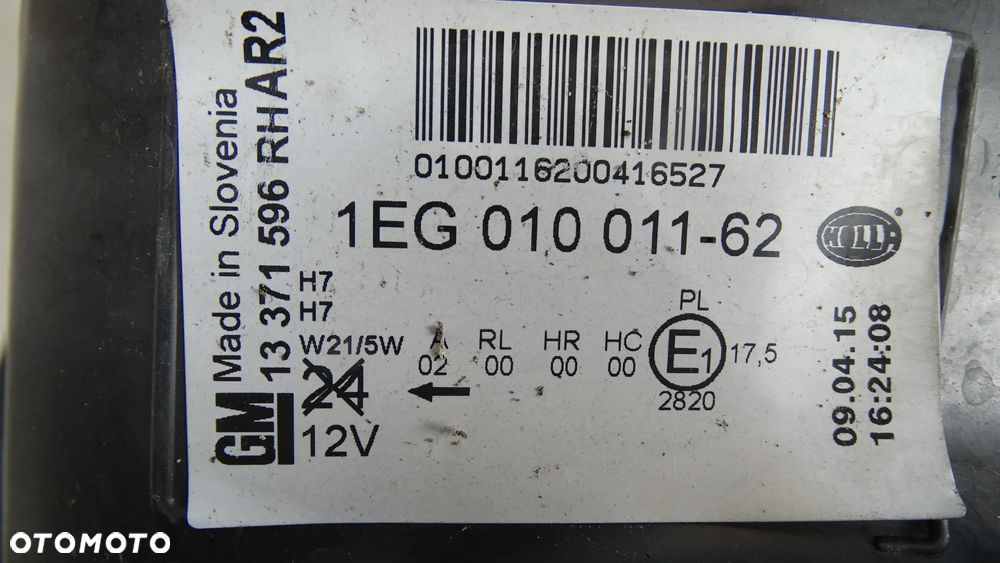 0100116200416527
1EG 010 011-62
HELLA
GM
Made in Slovenia
13 371 596 RH AR2
H7
H7
W21/5W
24
12V
A RL HR HC
02 00 00 00
PL
E1
17,5
2820
09.04.15
16:24:08
OTOMOTO